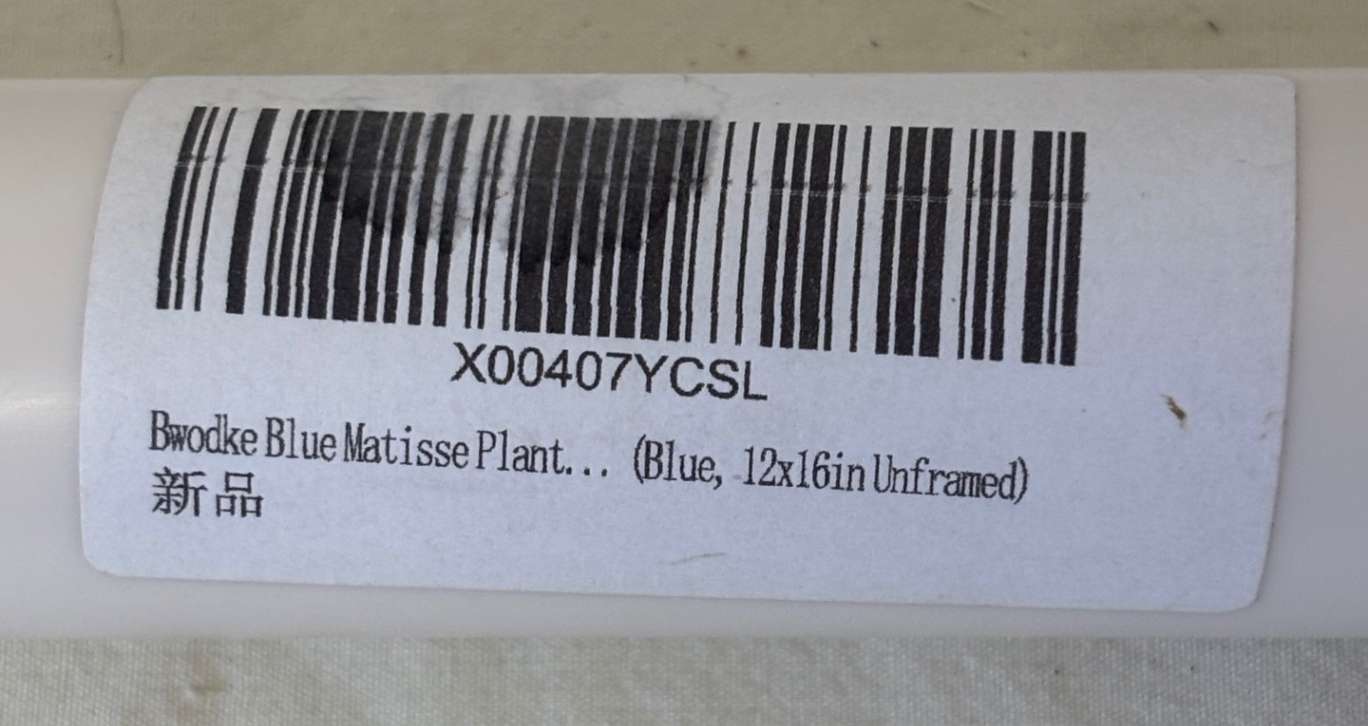 X00407YCSL
Bwodke Blue Matisse Plant... (Blue, 12x16in Unframed)
新品